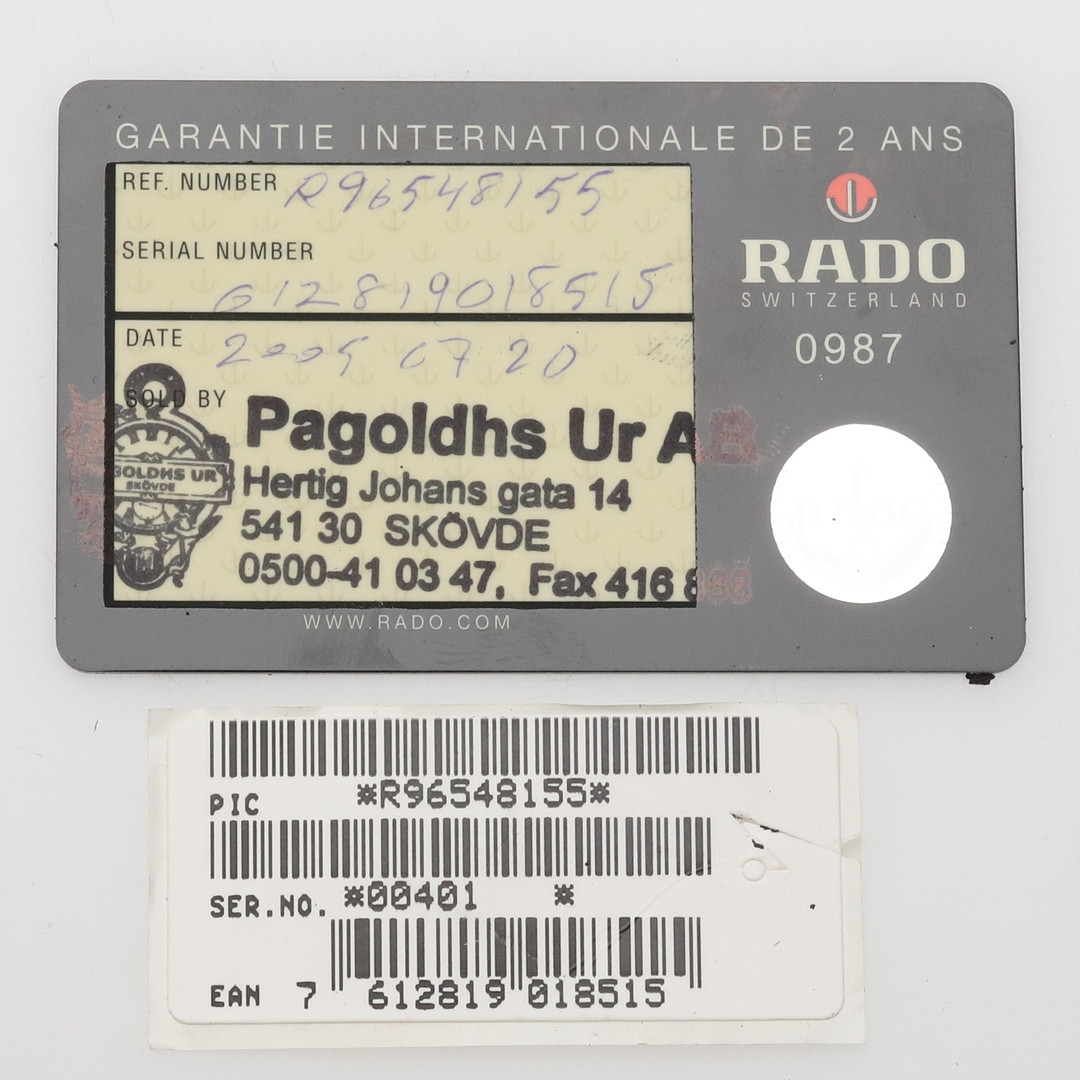 GARANTIE INTERNATIONALE DE 2 ANS
REF. NUMBER R96548155
SERIAL NUMBER
612819018515
DATE 2005 07 20
SOLD BY
Pagoldhs Ur AB
GOLDHS UR
SKÖVDE
Hertig Johans gata 14
541 30 SKÖVDE
0500-41 03 47, Fax 416 888
WWW.RADO.COM
RADO
SWITZERLAND
0987
PIC *R96548155*
SER.NO. *00401 *
EAN 7 612819 018515